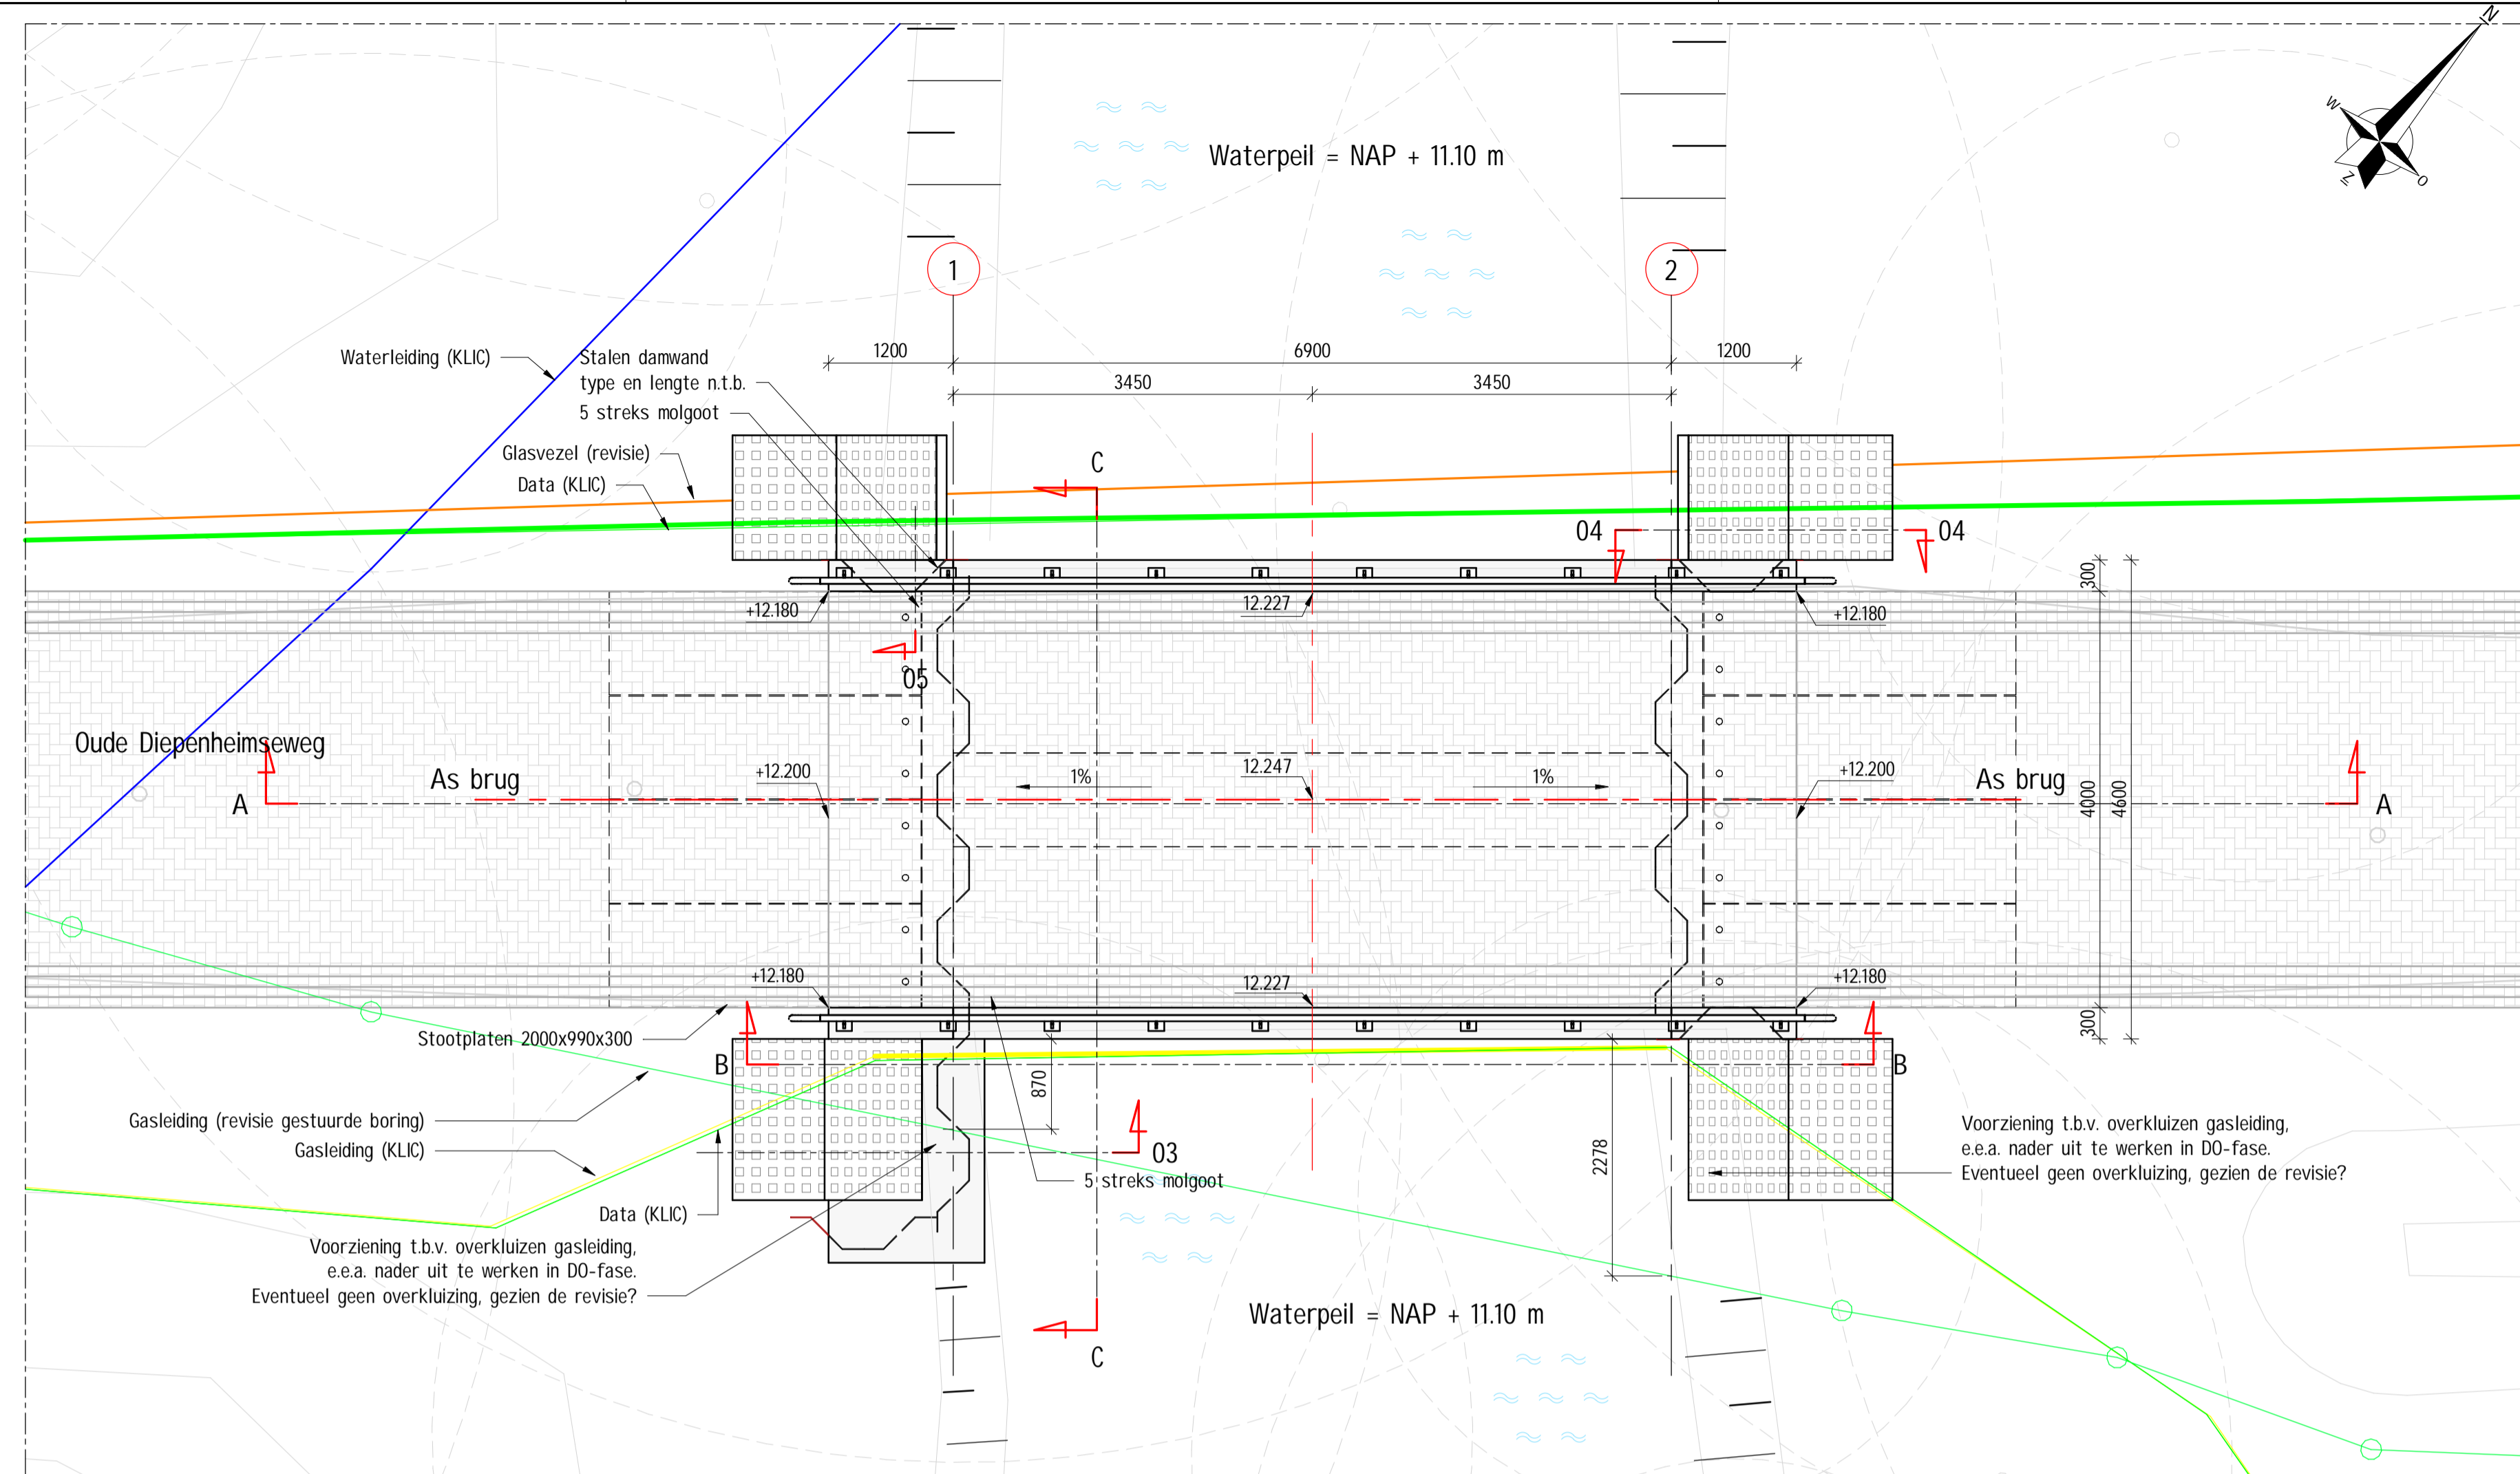 N
W
Z
O
Waterpeil = NAP + 11.10 m
1
2
1200
6900
1200
3450
3450
Waterleiding (KLIC)
Stalen damwand
type en lengte n.t.b.
5 streks molgoot
Glasvezel (revisie)
Data (KLIC)
C
04
04
300
+12.180
12.227
+12.180
05
Oude Diepenheimseweg
As brug
+12.200
1%
12.247
1%
+12.200
As brug
A
A
4000
4600
+12.180
12.227
+12.180
300
Stootplaten 2000x990x300
B
B
870
Gasleiding (revisie gestuurde boring)
Gasleiding (KLIC)
03
2278
5 streks molgoot
Data (KLIC)
Voorziening t.b.v. overkluizen gasleiding,
e.e.a. nader uit te werken in DO-fase.
Eventueel geen overkluizing, gezien de revisie?
Voorziening t.b.v. overkluizen gasleiding,
e.e.a. nader uit te werken in DO-fase.
Eventueel geen overkluizing, gezien de revisie?
Waterpeil = NAP + 11.10 m
C